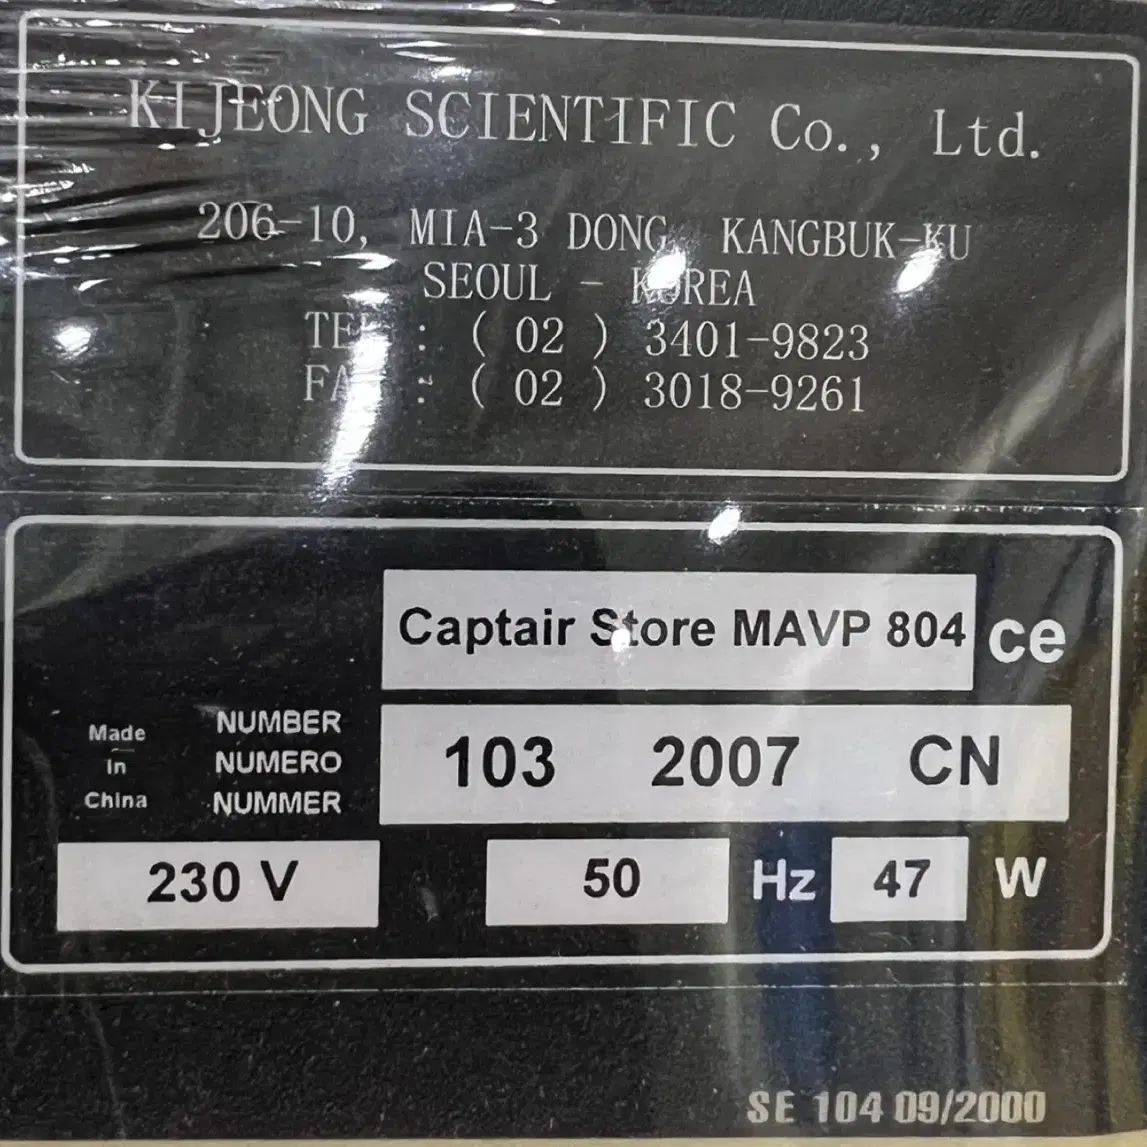 KIJEONG SCIENTIFIC Co., Ltd.
206-10, MIA-3 DONG, KANGBUK-KU
SEOUL - KOREA
TEL : ( 02 ) 3401-9823
FAX : ( 02 ) 3018-9261
Captair Store MAVP 804 ce
Made in China
NUMBER
NUMERO
NUMMER
103 2007 CN
230 V 50 Hz 47 W
SE 104 09/2000